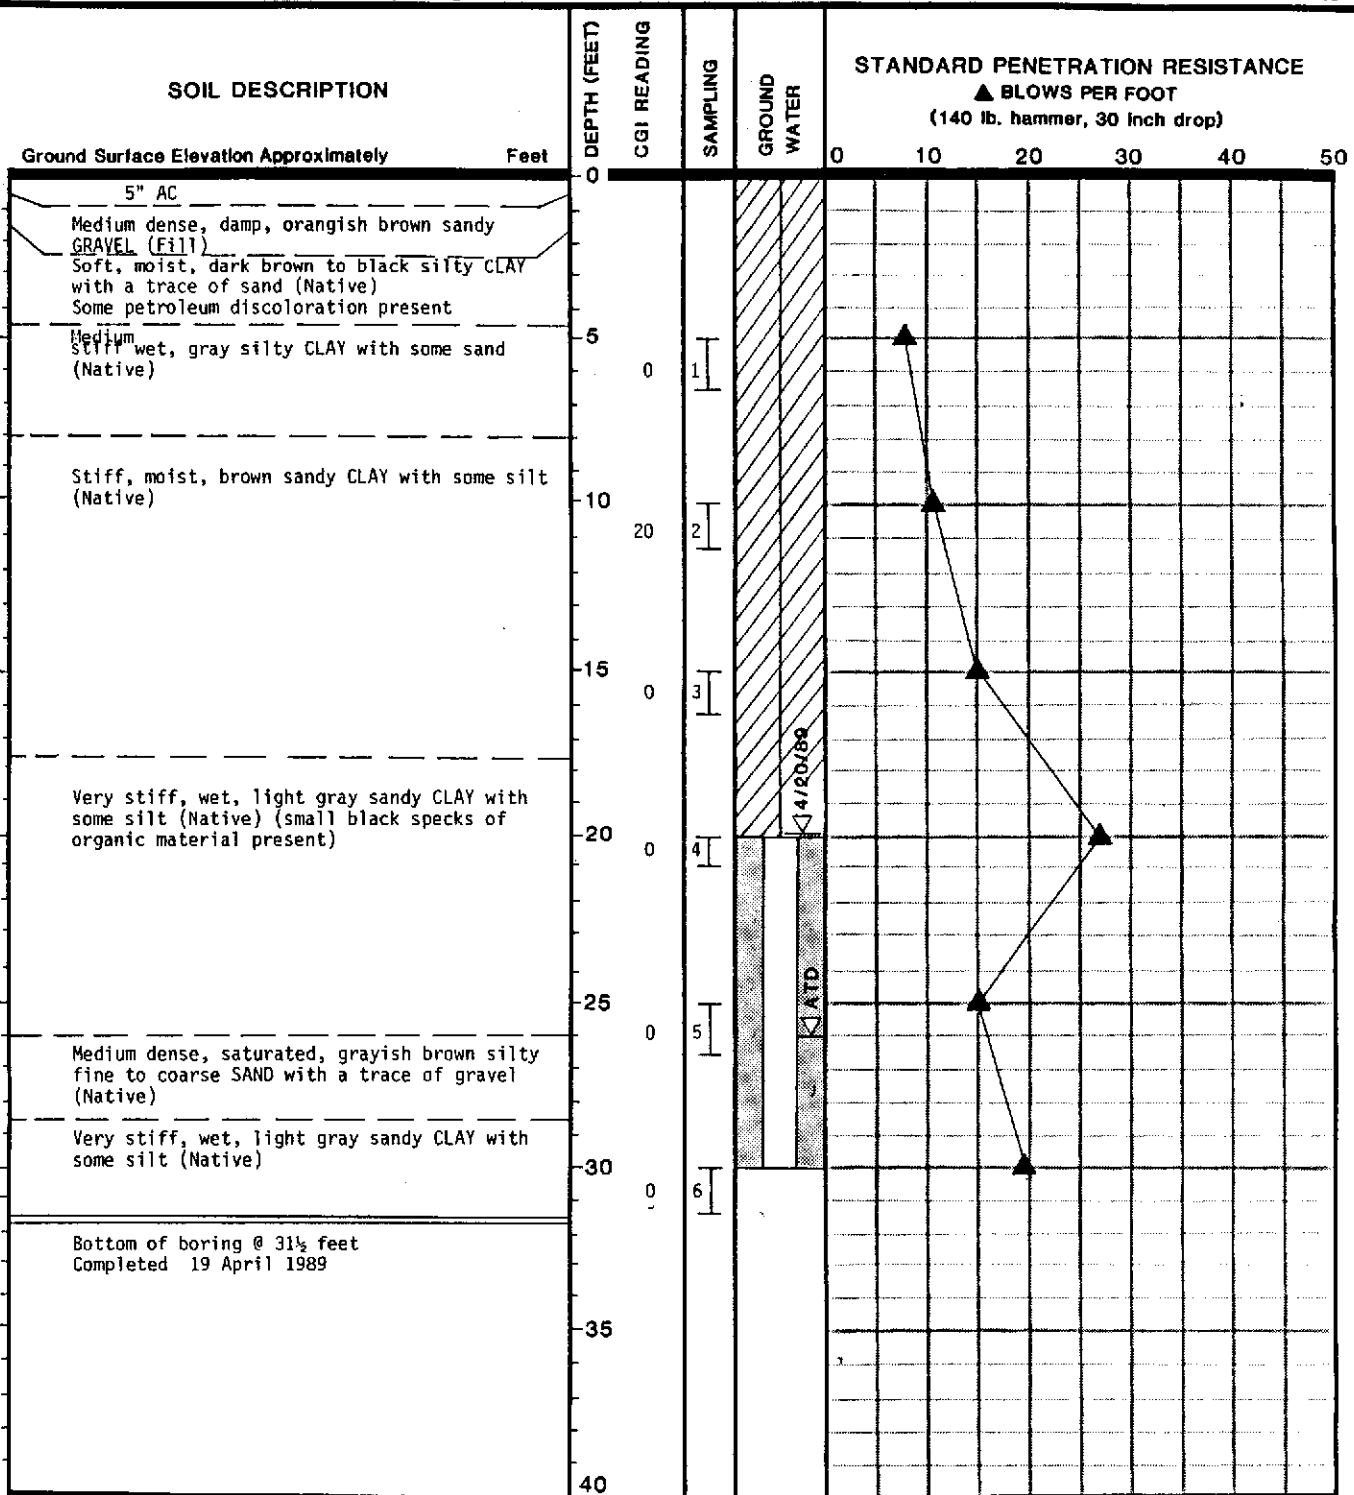 SOIL DESCRIPTION
Ground Surface Elevation Approximately Feet
DEPTH (FEET)
CGI READING
SAMPLING
GROUND
WATER
STANDARD PENETRATION RESISTANCE
▲ BLOWS PER FOOT
(140 lb. hammer, 30 inch drop)
0 10 20 30 40 50
0
5" AC
Medium dense, damp, orangish brown sandy
GRAVEL (Fill)
Soft, moist, dark brown to black silty CLAY
with a trace of sand (Native)
Some petroleum discoloration present
5
Medium
stiff wet, gray silty CLAY with some sand
(Native)
0 1
Stiff, moist, brown sandy CLAY with some silt
(Native)
10
20 2
15
0 3
4/20/89
Very stiff, wet, light gray sandy CLAY with
some silt (Native) (small black specks of
organic material present)
20
0 4
ATD
25
0 5
Medium dense, saturated, grayish brown silty
fine to coarse SAND with a trace of gravel
(Native)
Very stiff, wet, light gray sandy CLAY with
some silt (Native)
30
0 6
Bottom of boring @ 31½ feet
Completed 19 April 1989
35
40